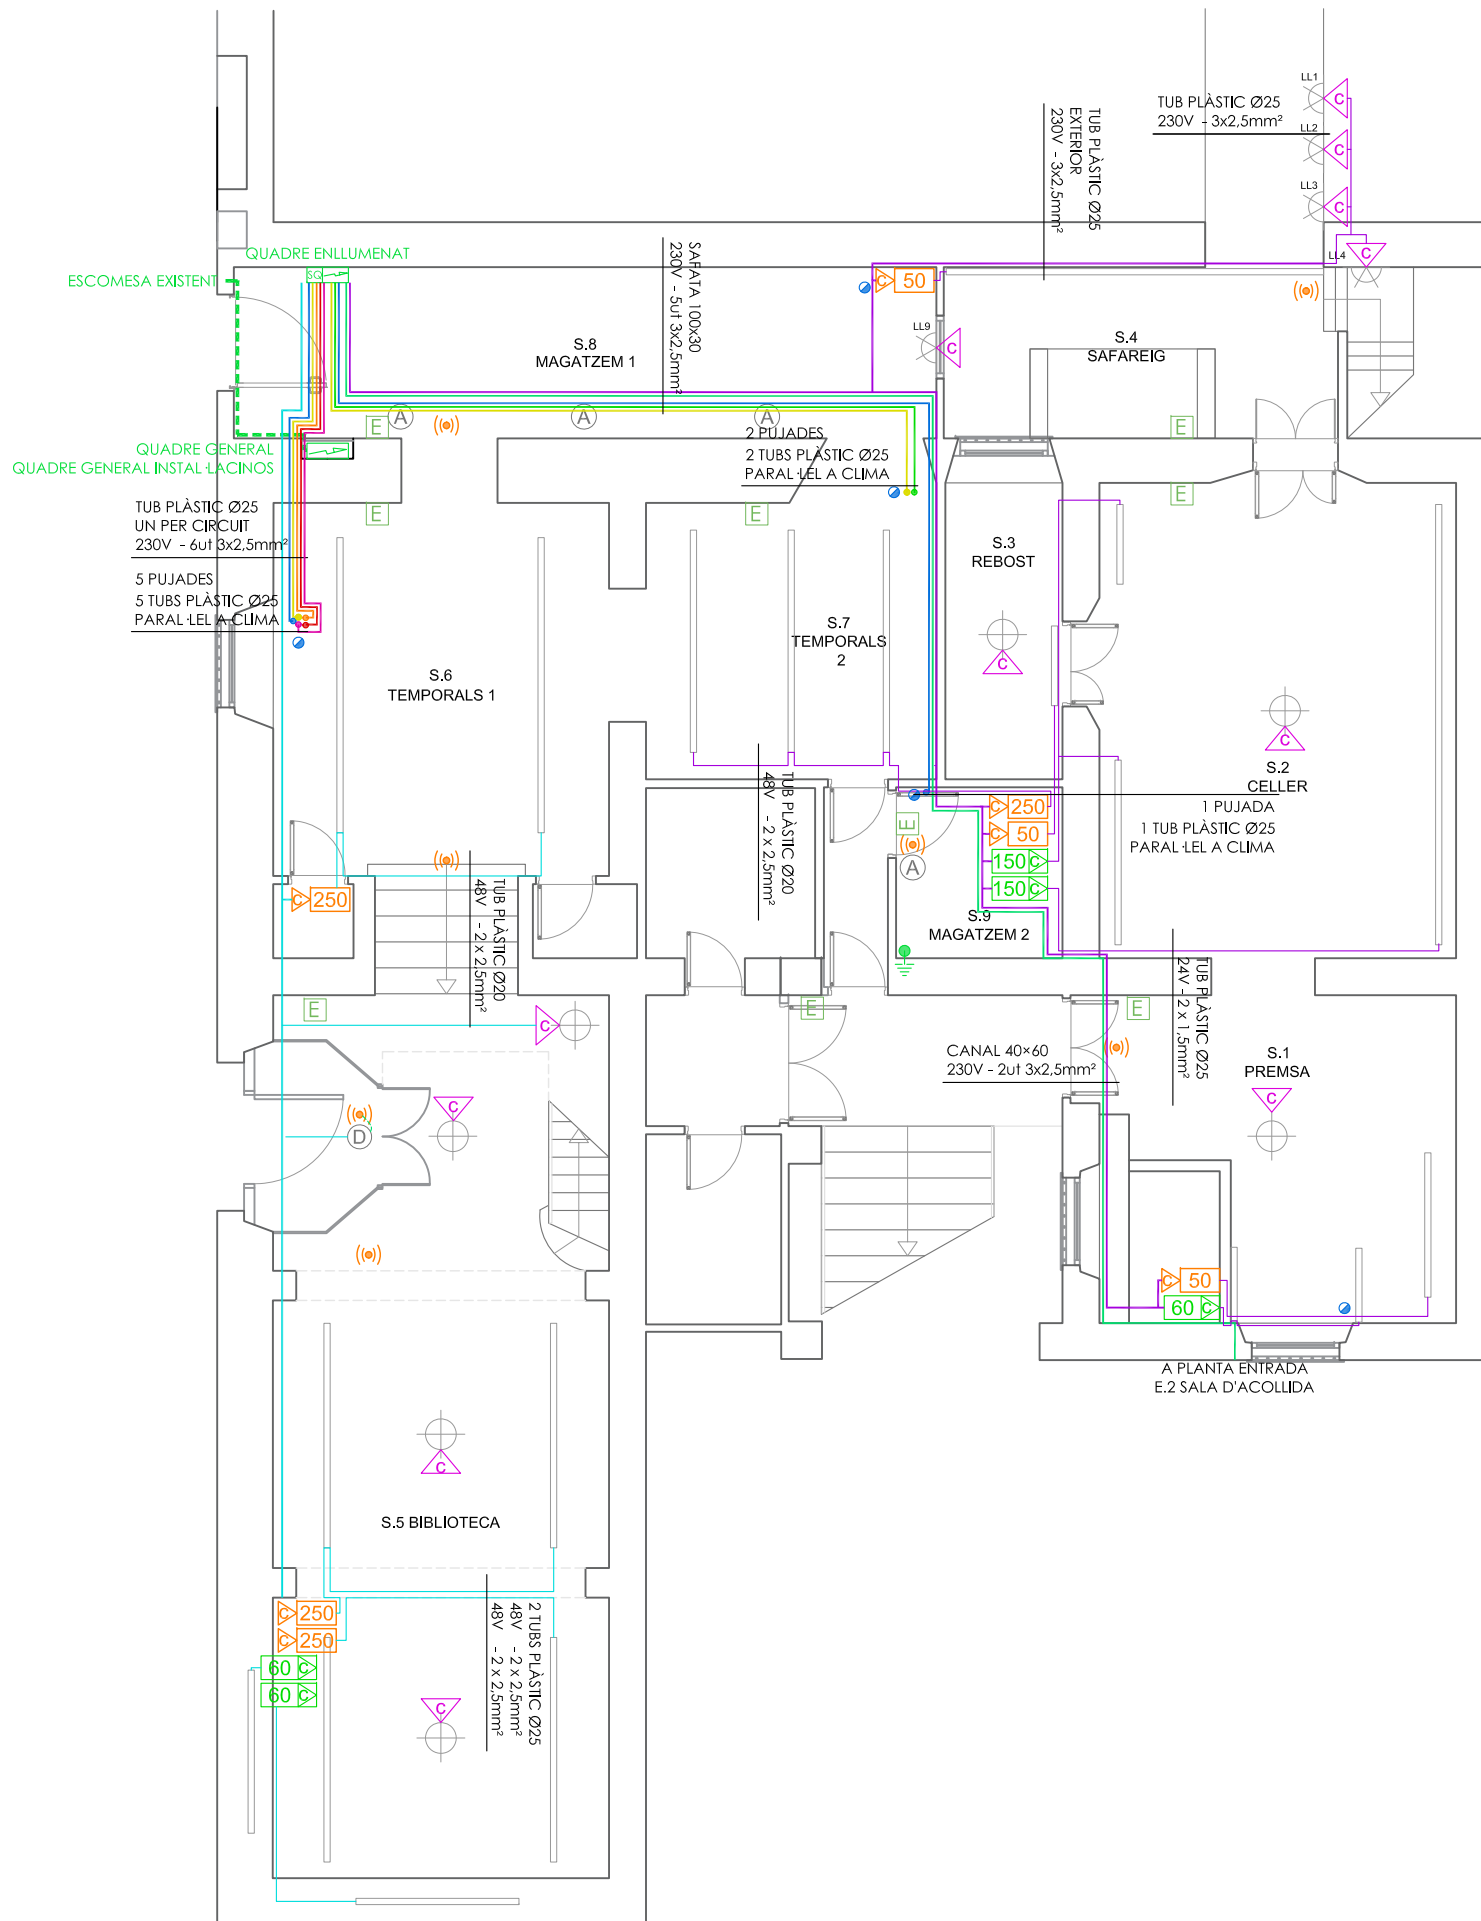 LL1
TUB PLÀSTIC Ø25
230V - 3x2,5mm²
C
LL2
C
LL3
C
TUB PLÀSTIC Ø25
EXTERIOR
230V - 3x2,5mm²
LL4
C
QUADRE ENLLUMENAT
SQ
ESCOMESA EXISTENT
SAFATA 100x30
230V - 5ut 3x2,5mm²
C 50
LL9
C
S.8
MAGATZEM 1
S.4
SAFAREIG
E
A
A
A
E
QUADRE GENERAL
QUADRE GENERAL INSTAL·LACINOS
2 PUJADES
2 TUBS PLÀSTIC Ø25
PARAL·LEL A CLIMA
E
E
E
TUB PLÀSTIC Ø25
UN PER CIRCUIT
230V - 6ut 3x2,5mm²
5 PUJADES
5 TUBS PLÀSTIC Ø25
PARAL·LEL A CLIMA
S.3
REBOST
C
S.7
TEMPORALS
2
S.6
TEMPORALS 1
C
S.2
CELLER
1 PUJADA
1 TUB PLÀSTIC Ø25
PARAL·LEL A CLIMA
TUB PLÀSTIC Ø20
48V - 2 x 2,5mm²
C 250
C 50
150 C
150 C
E
A
S.9
MAGATZEM 2
C 250
TUB PLÀSTIC Ø20
48V - 2 x 2,5mm²
TUB PLÀSTIC Ø25
24V - 2 x 1,5mm²
E
C
E
E
CANAL 40×60
230V - 2ut 3x2,5mm²
S.1
PREMSA
C
C
D
C 50
60 C
A PLANTA ENTRADA
E.2 SALA D'ACOLLIDA
C
S.5 BIBLIOTECA
C 250
C 250
60 C
60 C
2 TUBS PLÀSTIC Ø25
48V - 2 x 2,5mm²
48V - 2 x 2,5mm²
C